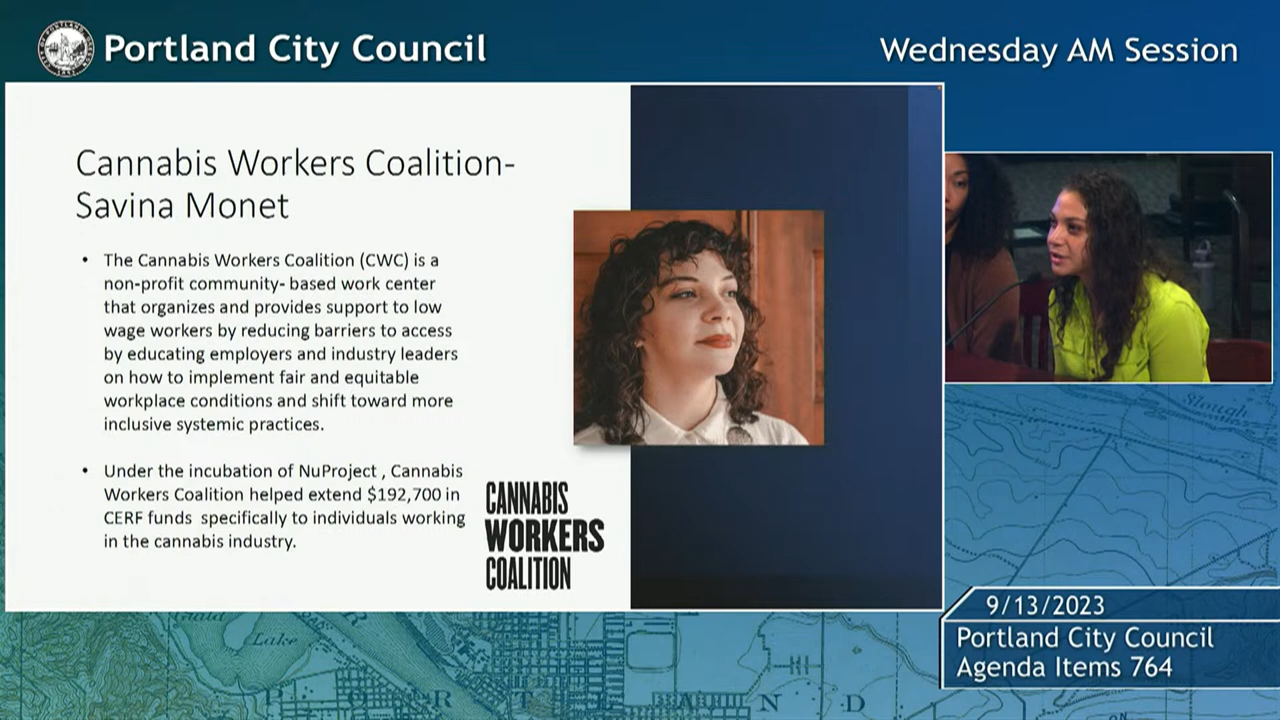 Portland City Council
Wednesday AM Session
Cannabis Workers Coalition-
Savina Monet
• The Cannabis Workers Coalition (CWC) is a
non-profit community- based work center
that organizes and provides support to low
wage workers by reducing barriers to access
by educating employers and industry leaders
on how to implement fair and equitable
workplace conditions and shift toward more
inclusive systemic practices.
• Under the incubation of NuProject , Cannabis
Workers Coalition helped extend $192,700 in
CERF funds specifically to individuals working
in the cannabis industry.
CANNABIS
WORKERS
COALITION
Slough
9/13/2023
Portland City Council
Agenda Items 764
Guild
Lake
P O R T L A N D